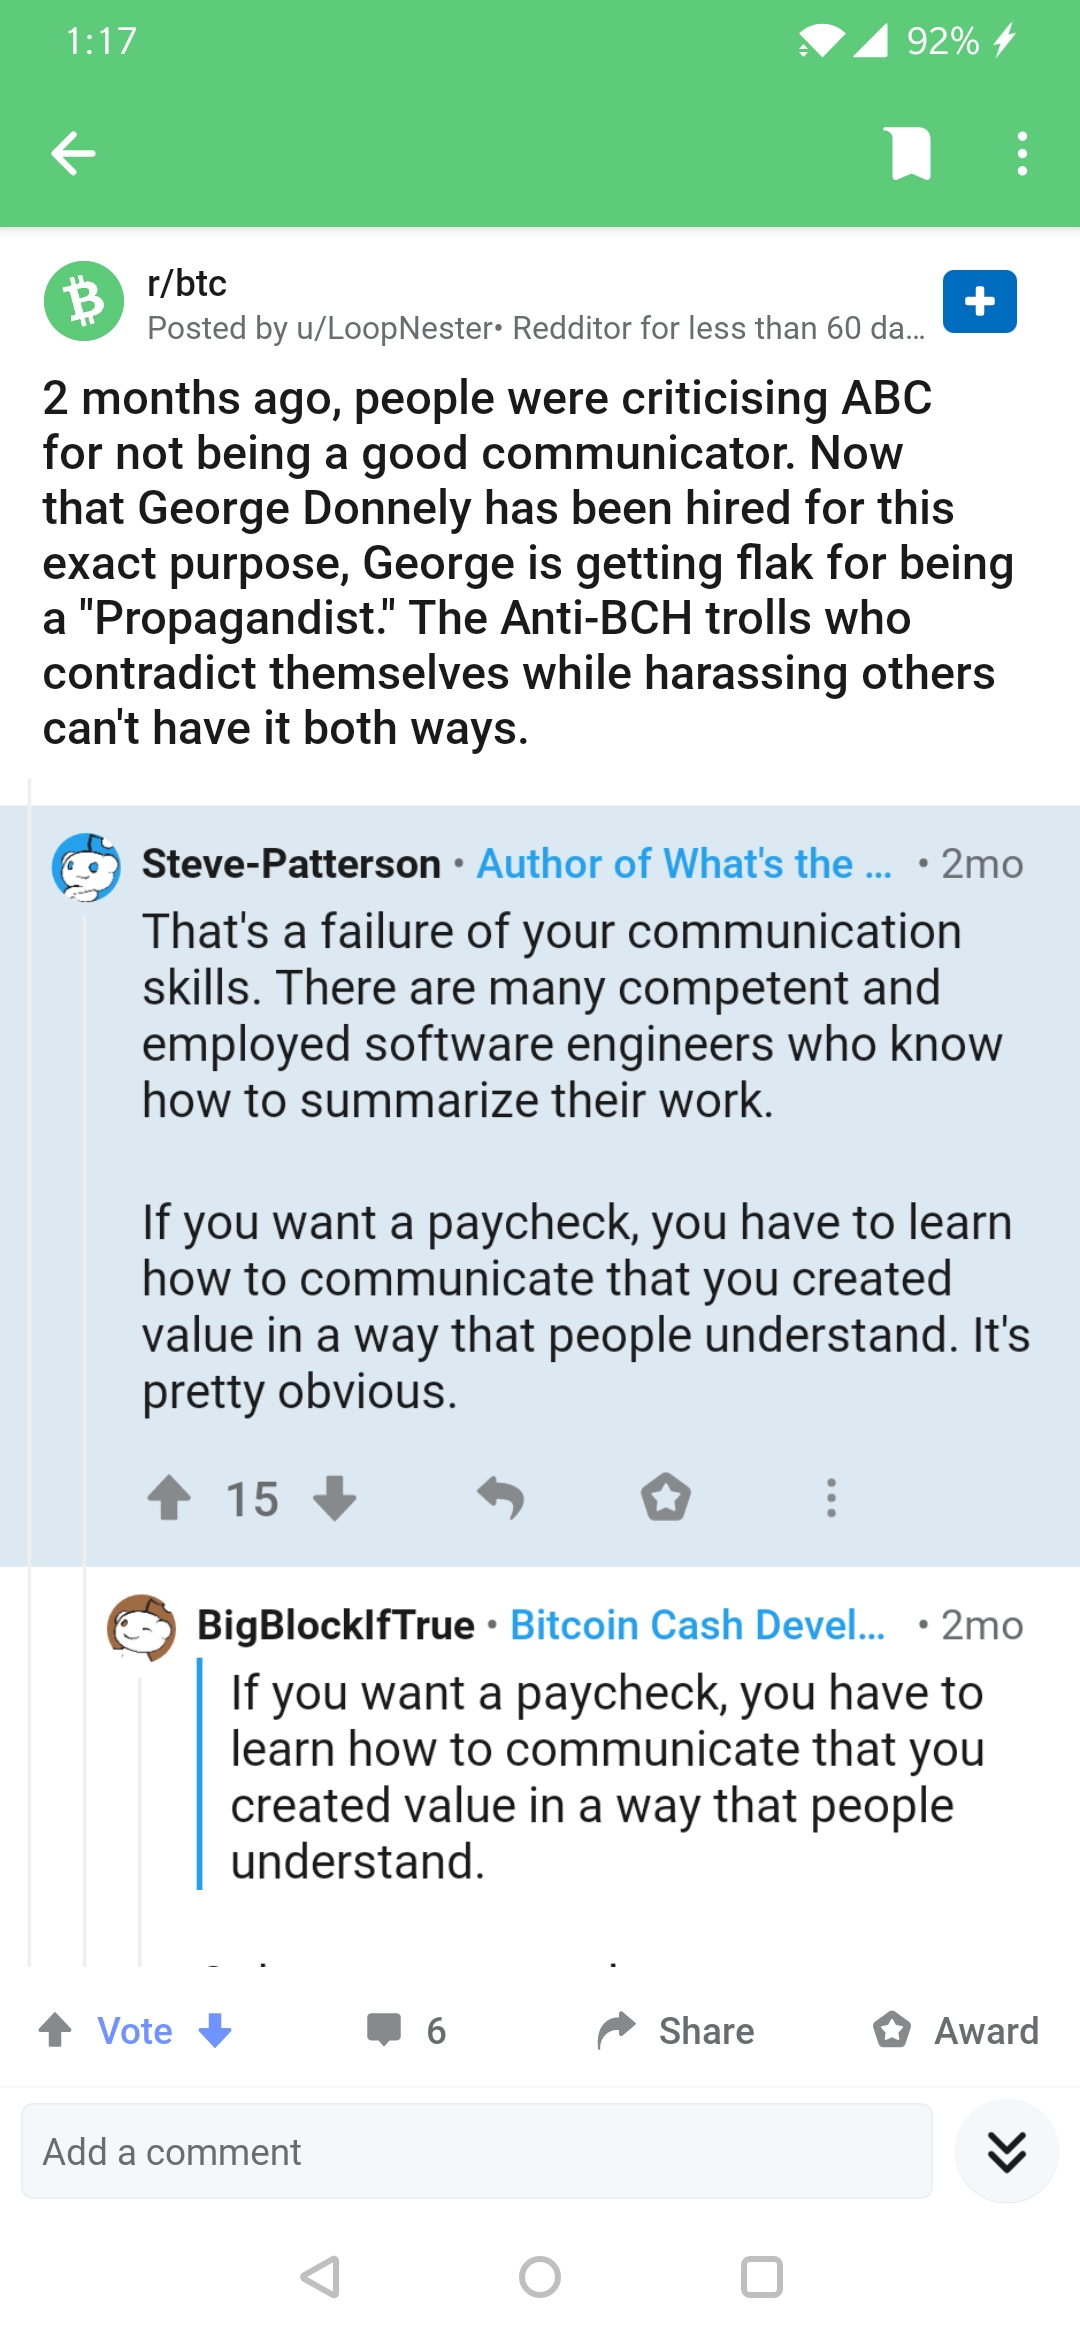 1:17
92%
r/btc
Posted by u/LoopNester• Redditor for less than 60 da...
2 months ago, people were criticising ABC
for not being a good communicator. Now
that George Donnely has been hired for this
exact purpose, George is getting flak for being
a "Propagandist." The Anti-BCH trolls who
contradict themselves while harassing others
can't have it both ways.
Steve-Patterson • Author of What's the ... • 2mo
That's a failure of your communication
skills. There are many competent and
employed software engineers who know
how to summarize their work.
If you want a paycheck, you have to learn
how to communicate that you created
value in a way that people understand. It's
pretty obvious.
15
BigBlockIfTrue • Bitcoin Cash Devel... • 2mo
If you want a paycheck, you have to
learn how to communicate that you
created value in a way that people
understand.
Vote
6
Share
Award
Add a comment